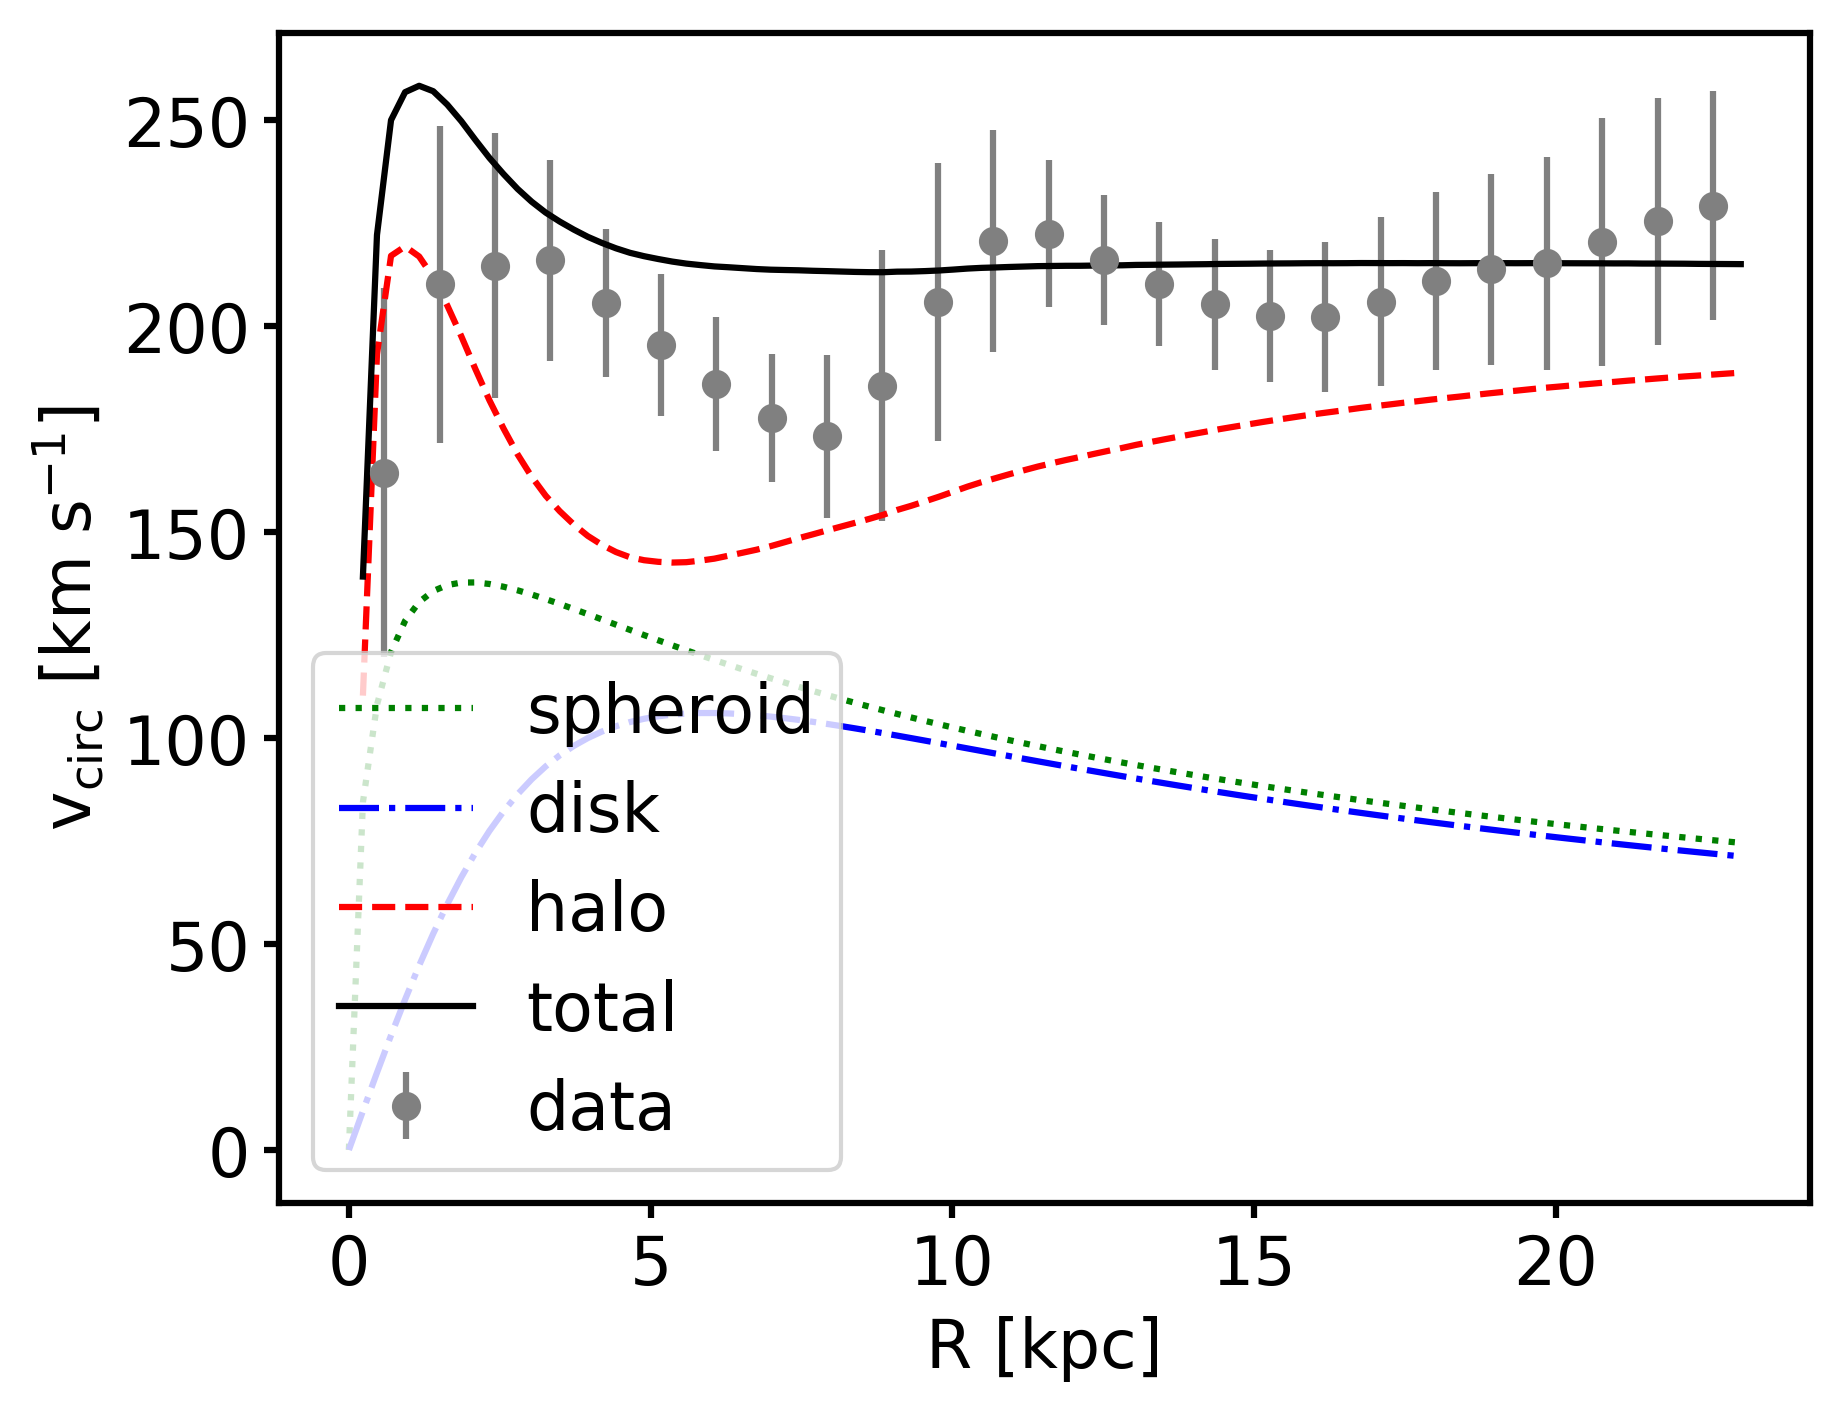 250
200
150
100
50
0
v_circ [km s⁻¹]
spheroid
disk
halo
total
data
0 5 10 15 20
R [kpc]